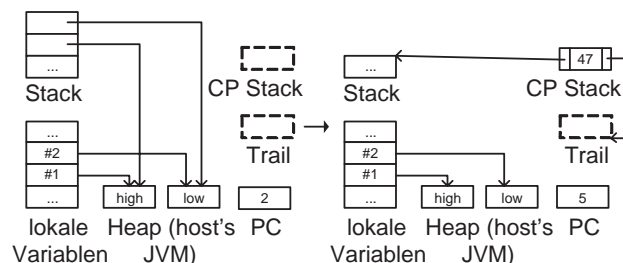 ...
Stack
CP Stack
Trail
...
#2
#1
...
high
low
2
lokale Variablen
Heap (host's JVM)
PC
...
Stack
47
CP Stack
Trail
...
#2
#1
...
high
low
5
lokale Variablen
Heap (host's JVM)
PC